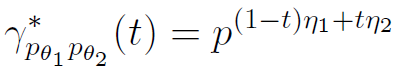 γ*_{p_{θ_1} p_{θ_2}}(t) = p^{(1−t)η_1+tη_2}